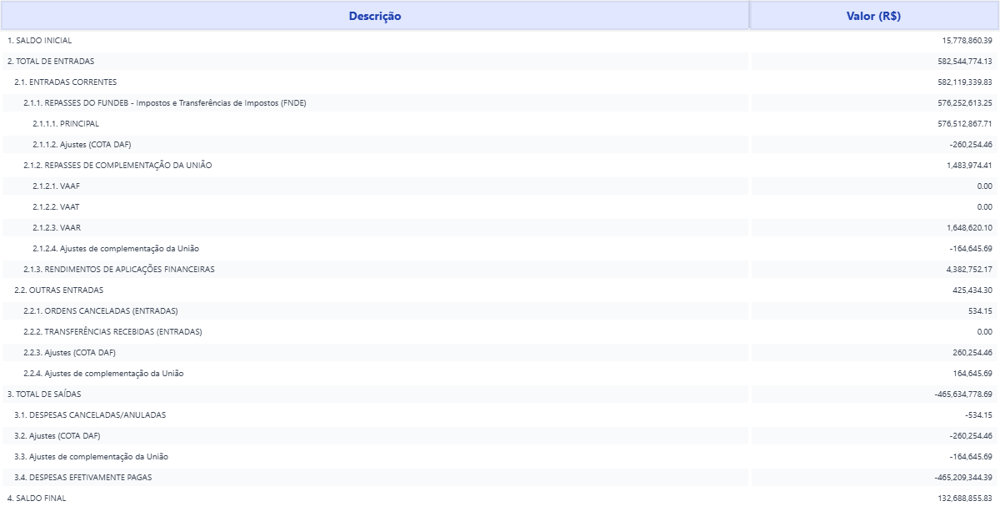 Descrição Valor (R$)
1. SALDO INICIAL 15,778,860.39
2. TOTAL DE ENTRADAS 582,544,774.13
2.1. ENTRADAS CORRENTES 582,119,339.83
2.1.1. REPASSES DO FUNDEB - Impostos e Transferências de Impostos (FNDE) 576,252,613.25
2.1.1.1. PRINCIPAL 576,512,867.71
2.1.1.2. Ajustes (COTA DAF) -260,254.46
2.1.2. REPASSES DE COMPLEMENTAÇÃO DA UNIÃO 1,483,974.41
2.1.2.1. VAAF 0.00
2.1.2.2. VAAT 0.00
2.1.2.3. VAAR 1,648,620.10
2.1.2.4. Ajustes de complementação da União -164,645.69
2.1.3. RENDIMENTOS DE APLICAÇÕES FINANCEIRAS 4,382,752.17
2.2. OUTRAS ENTRADAS 425,434.30
2.2.1. ORDENS CANCELADAS (ENTRADAS) 534.15
2.2.2. TRANSFERÊNCIAS RECEBIDAS (ENTRADAS) 0.00
2.2.3. Ajustes (COTA DAF) 260,254.46
2.2.4. Ajustes de complementação da União 164,645.69
3. TOTAL DE SAÍDAS -465,634,778.69
3.1. DESPESAS CANCELADAS/ANULADAS -534.15
3.2. Ajustes (COTA DAF) -260,254.46
3.3. Ajustes de complementação da União -164,645.69
3.4. DESPESAS EFETIVAMENTE PAGAS -465,209,344.39
4. SALDO FINAL 132,688,855.83